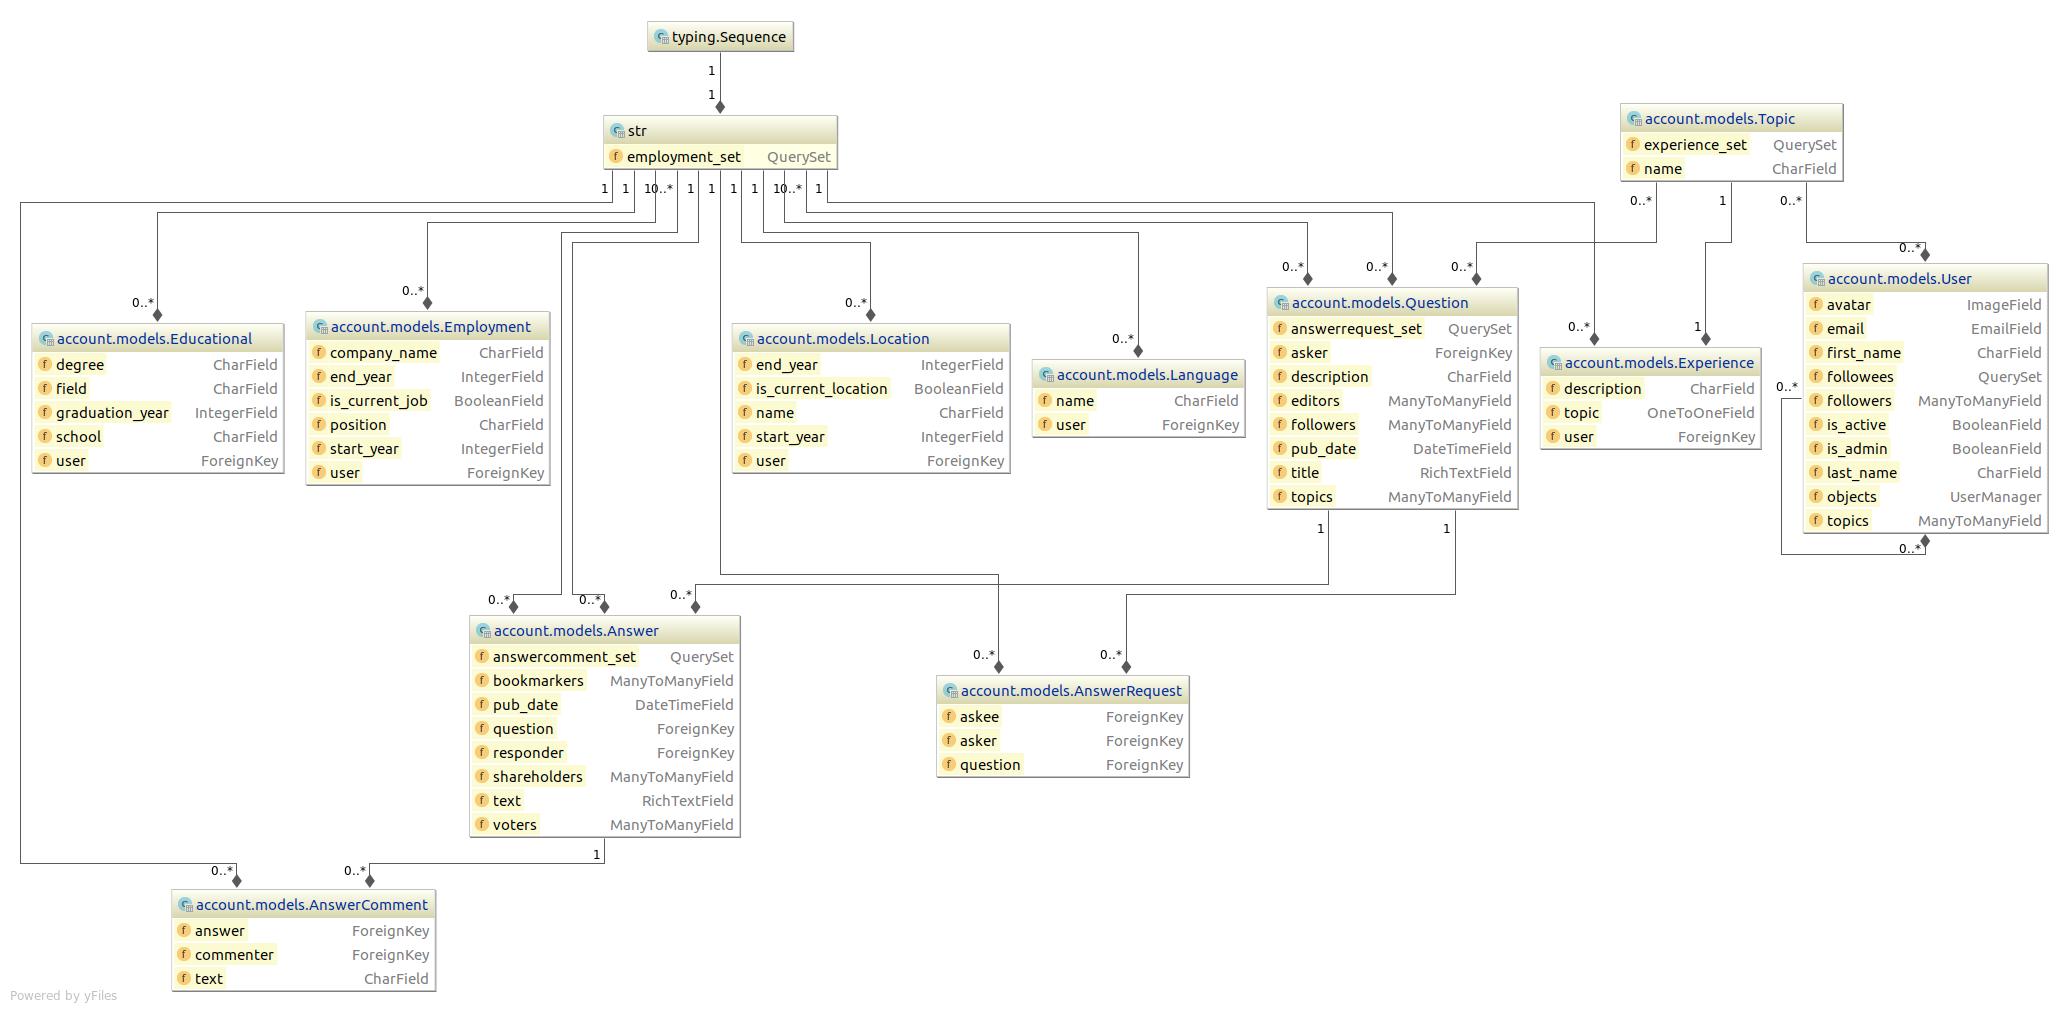 typing.Sequence
1
1
str
employment_set QuerySet
1 1 1 0..* 1 1 1 1 1 0..* 1
account.models.Topic
experience_set QuerySet
name CharField
0..* 1 0..*
account.models.Educational
degree CharField
field CharField
graduation_year IntegerField
school CharField
user ForeignKey
0..*
account.models.Employment
company_name CharField
end_year IntegerField
is_current_job BooleanField
position CharField
start_year IntegerField
user ForeignKey
0..*
account.models.Location
end_year IntegerField
is_current_location BooleanField
name CharField
start_year IntegerField
user ForeignKey
0..*
account.models.Language
name CharField
user ForeignKey
0..*
0..* 0..* 0..*
account.models.Question
answerrequest_set QuerySet
asker ForeignKey
description CharField
editors ManyToManyField
followers ManyToManyField
pub_date DateTimeField
title RichTextField
topics ManyToManyField
1 1
0..* 1
account.models.Experience
description CharField
topic OneToOneField
user ForeignKey
0..*
account.models.User
avatar ImageField
email EmailField
first_name CharField
followees QuerySet
followers ManyToManyField
is_active BooleanField
is_admin BooleanField
last_name CharField
objects UserManager
topics ManyToManyField
0..*
0..*
0..* 0..* 0..*
account.models.Answer
answercomment_set QuerySet
bookmarkers ManyToManyField
pub_date DateTimeField
question ForeignKey
responder ForeignKey
shareholders ManyToManyField
text RichTextField
voters ManyToManyField
1
0..* 0..*
account.models.AnswerRequest
askee ForeignKey
asker ForeignKey
question ForeignKey
0..* 0..*
account.models.AnswerComment
answer ForeignKey
commenter ForeignKey
text CharField
Powered by yFiles